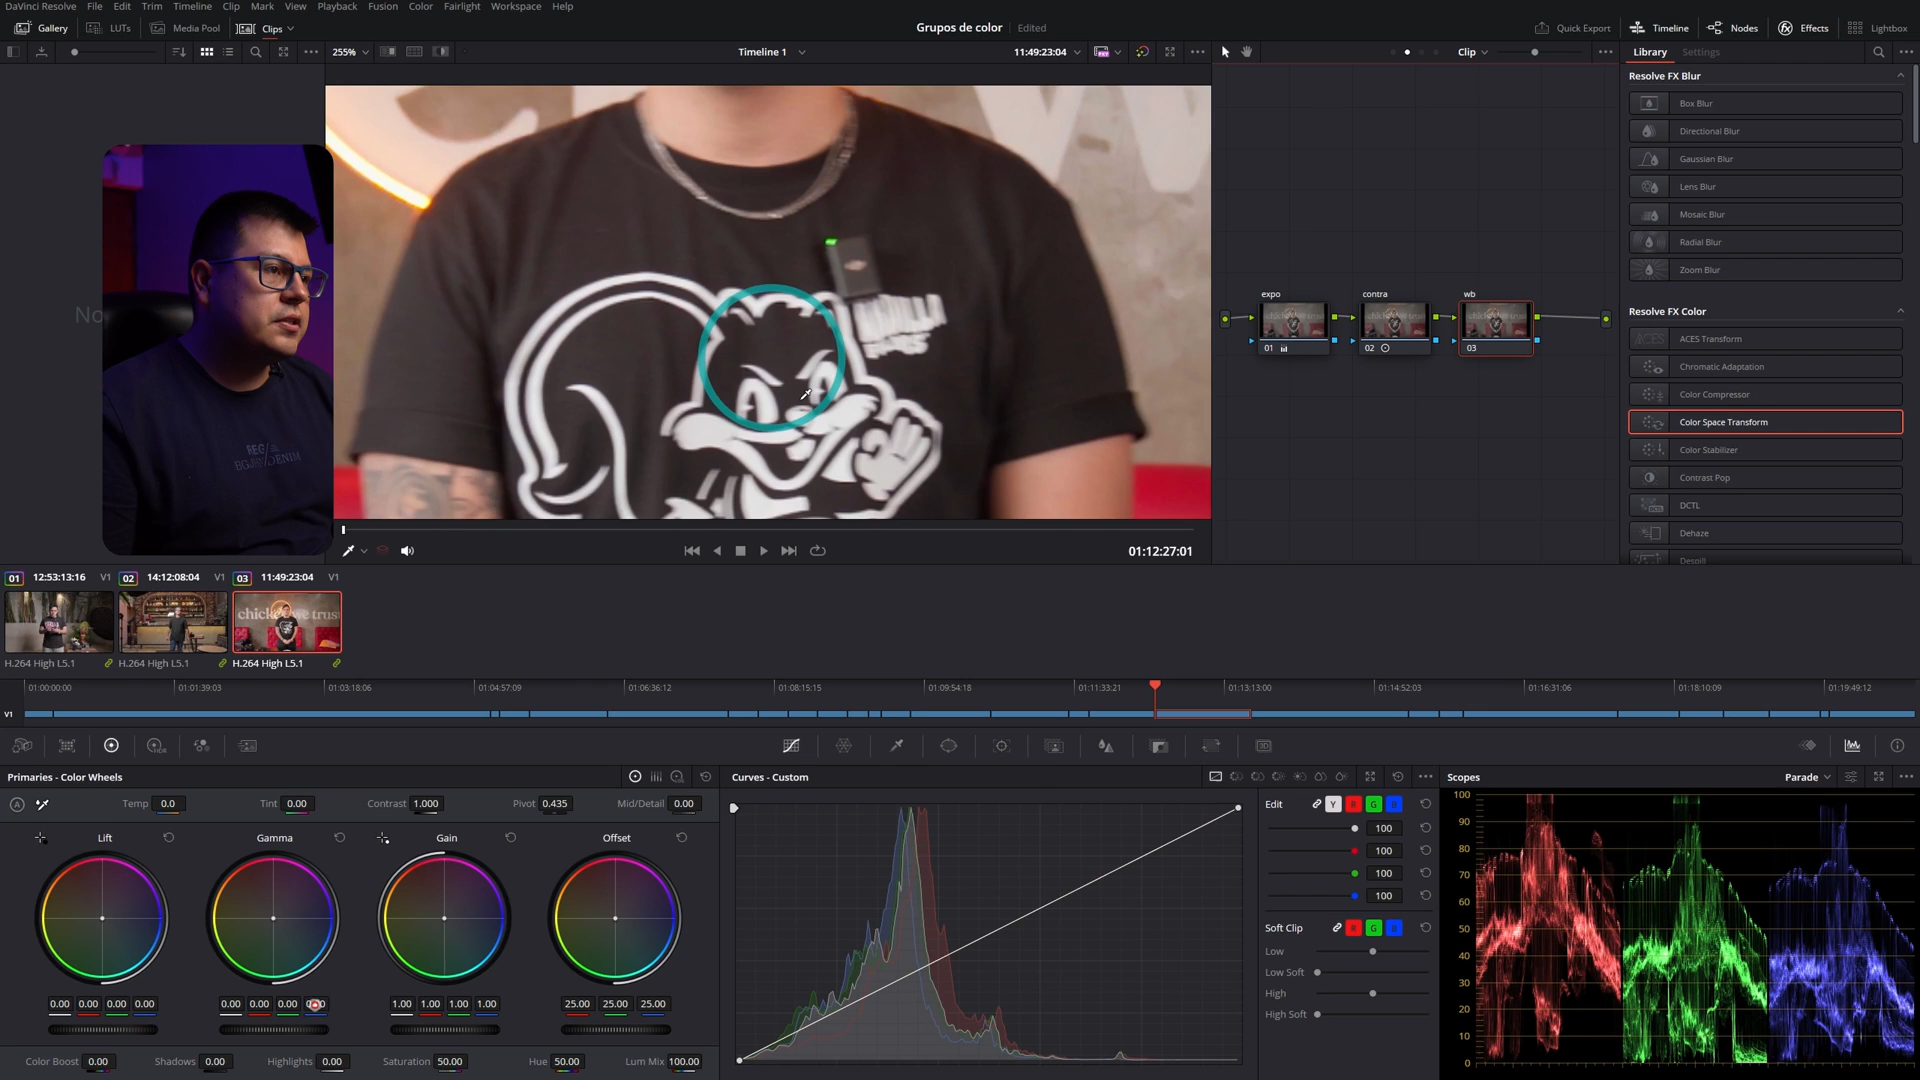 DaVinci Resolve File Edit Trim Timeline Clip Mark View Playback Fusion Color Fairlight Workspace Help
Gallery LUTs Media Pool Clips Grupos de color Edited Quick Export Timeline Nodes Effects Lightbox
255% Timeline 1 11:49:23:04 Clip Library Settings
Resolve FX Blur
Box Blur
Directional Blur
Gaussian Blur
Lens Blur
Mosaic Blur
Radial Blur
Zoom Blur
Resolve FX Color
ACES Transform
Chromatic Adaptation
Color Compressor
Color Space Transform
Color Stabilizer
Contrast Pop
DCTL
Dehaze
Despill
No
expo contra wb
01 02 03
01:12:27:01
01 12:53:13:16 V1 02 14:12:08:04 V1 03 11:49:23:04 V1
H.264 High L5.1 H.264 High L5.1 H.264 High L5.1
01:00:00:00 01:01:39:03 01:03:18:06 01:04:57:09 01:06:36:12 01:08:15:15 01:09:54:18 01:11:33:21 01:13:13:00 01:14:52:03 01:16:31:06 01:18:10:09 01:19:49:12
V1
Primaries - Color Wheels
Temp 0.0 Tint 0.00 Contrast 1.000 Pivot 0.435 Mid/Detail 0.00
Lift Gamma Gain Offset
0.00 0.00 0.00 0.00 0.00 0.00 0.00 1.00 1.00 1.00 1.00 25.00 25.00 25.00
Color Boost 0.00 Shadows 0.00 Highlights 0.00 Saturation 50.00 Hue 50.00 Lum Mix 100.00
Curves - Custom
Edit Y R G B
100
100
100
100
Soft Clip R G B
Low
Low Soft
High
High Soft
Scopes Parade
100
90
80
70
60
50
40
30
20
10
0